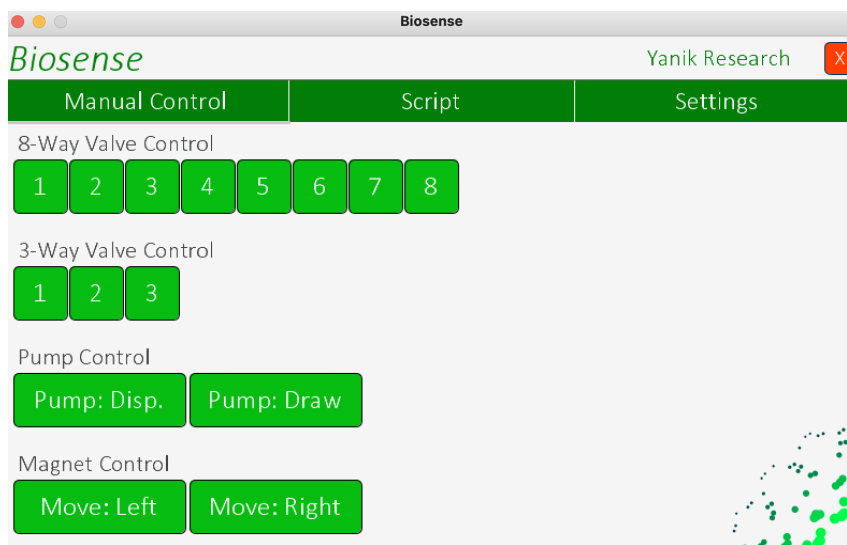 Biosense
Biosense Yanik Research X
Manual Control Script Settings
8-Way Valve Control
1 2 3 4 5 6 7 8
3-Way Valve Control
1 2 3
Pump Control
Pump: Disp. Pump: Draw
Magnet Control
Move: Left Move: Right